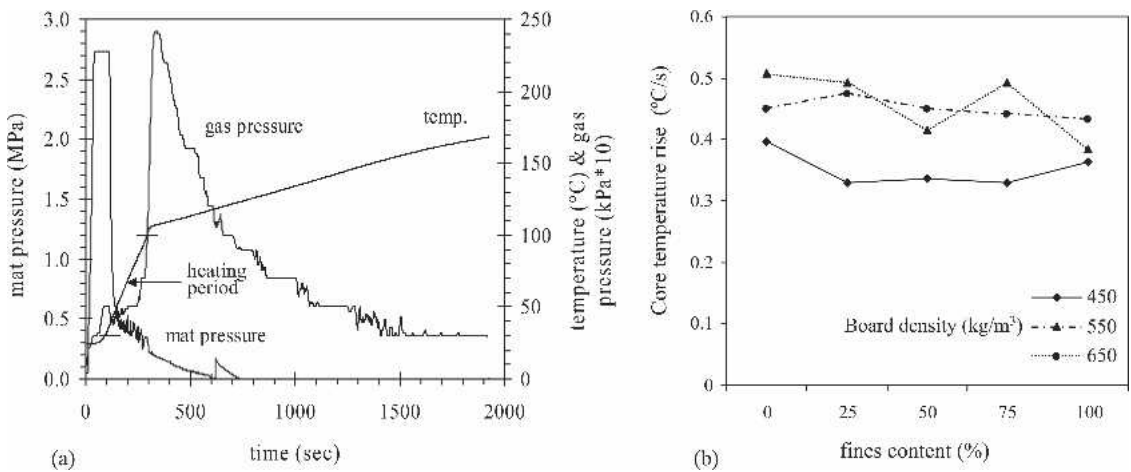 3.0
2.5
2.0
1.5
1.0
0.5
0.0
mat pressure (MPa)
250
200
150
100
50
0
temperature (°C) & gas
pressure (kPa*10)
gas pressure
temp.
heating
period
mat pressure
0
500
1000
1500
2000
time (sec)
(a)
0.6
0.5
0.4
0.3
0.2
0.1
0
Core temperature rise (°C/s)
450
Board density (kg/m³)
550
650
0
25
50
75
100
fines content (%)
(b)